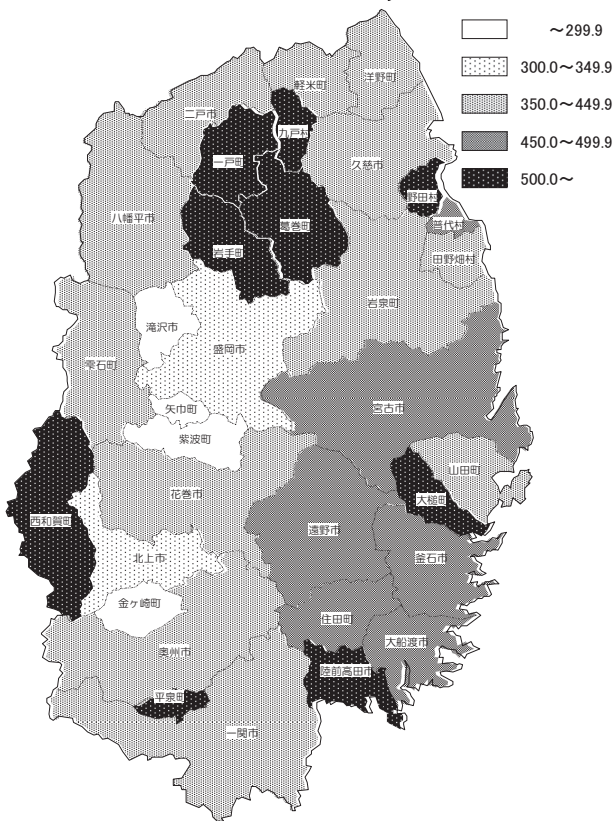 ～299.9
300.0～349.9
350.0～449.9
450.0～499.9
500.0～
軽米町
洋野町
二戸市
九戸村
一戸町
久慈市
野田村
八幡平市
葛巻町
普代村
岩手町
田野畑村
岩泉町
滝沢市
盛岡市
雫石町
矢巾町
宮古市
紫波町
山田町
花巻市
大槌町
西和賀町
遠野市
北上市
釜石市
金ヶ崎町
住田町
大船渡市
奥州市
陸前高田市
平泉町
一関市